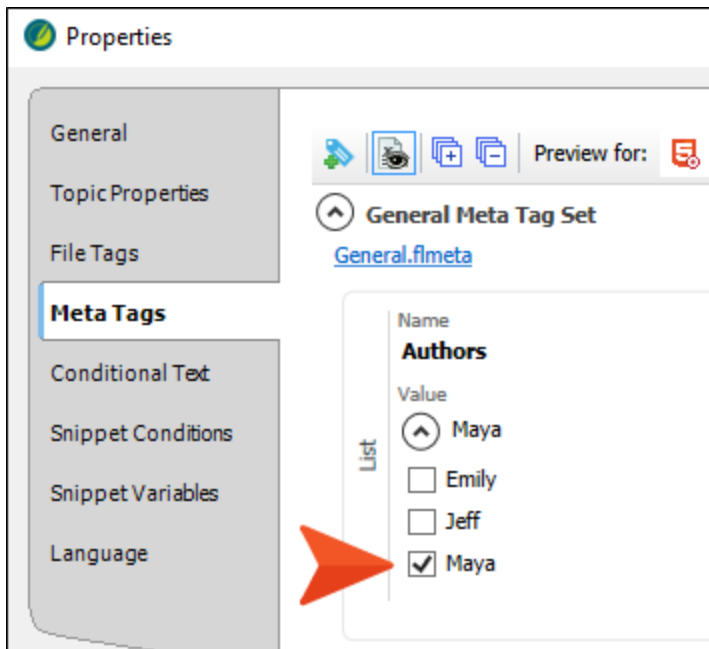 Properties
General
Topic Properties
File Tags
Meta Tags
Conditional Text
Snippet Conditions
Snippet Variables
Language
Preview for:
General Meta Tag Set
General.flmeta
List
Name
Authors
Value
Maya
Emily
Jeff
Maya